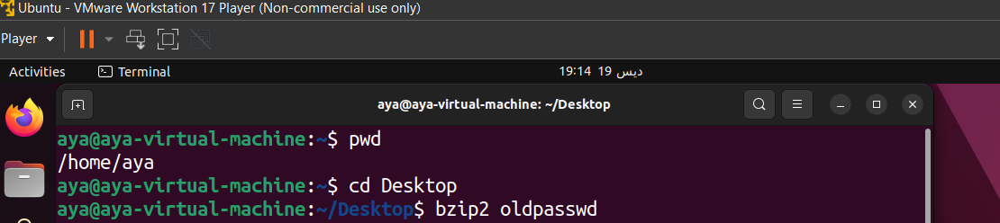 Ubuntu - VMware Workstation 17 Player (Non-commercial use only)
Player
Activities Terminal 19:14 19 ديس
aya@aya-virtual-machine: ~/Desktop
aya@aya-virtual-machine:~$ pwd
/home/aya
aya@aya-virtual-machine:~$ cd Desktop
aya@aya-virtual-machine:~/Desktop$ bzip2 oldpasswd